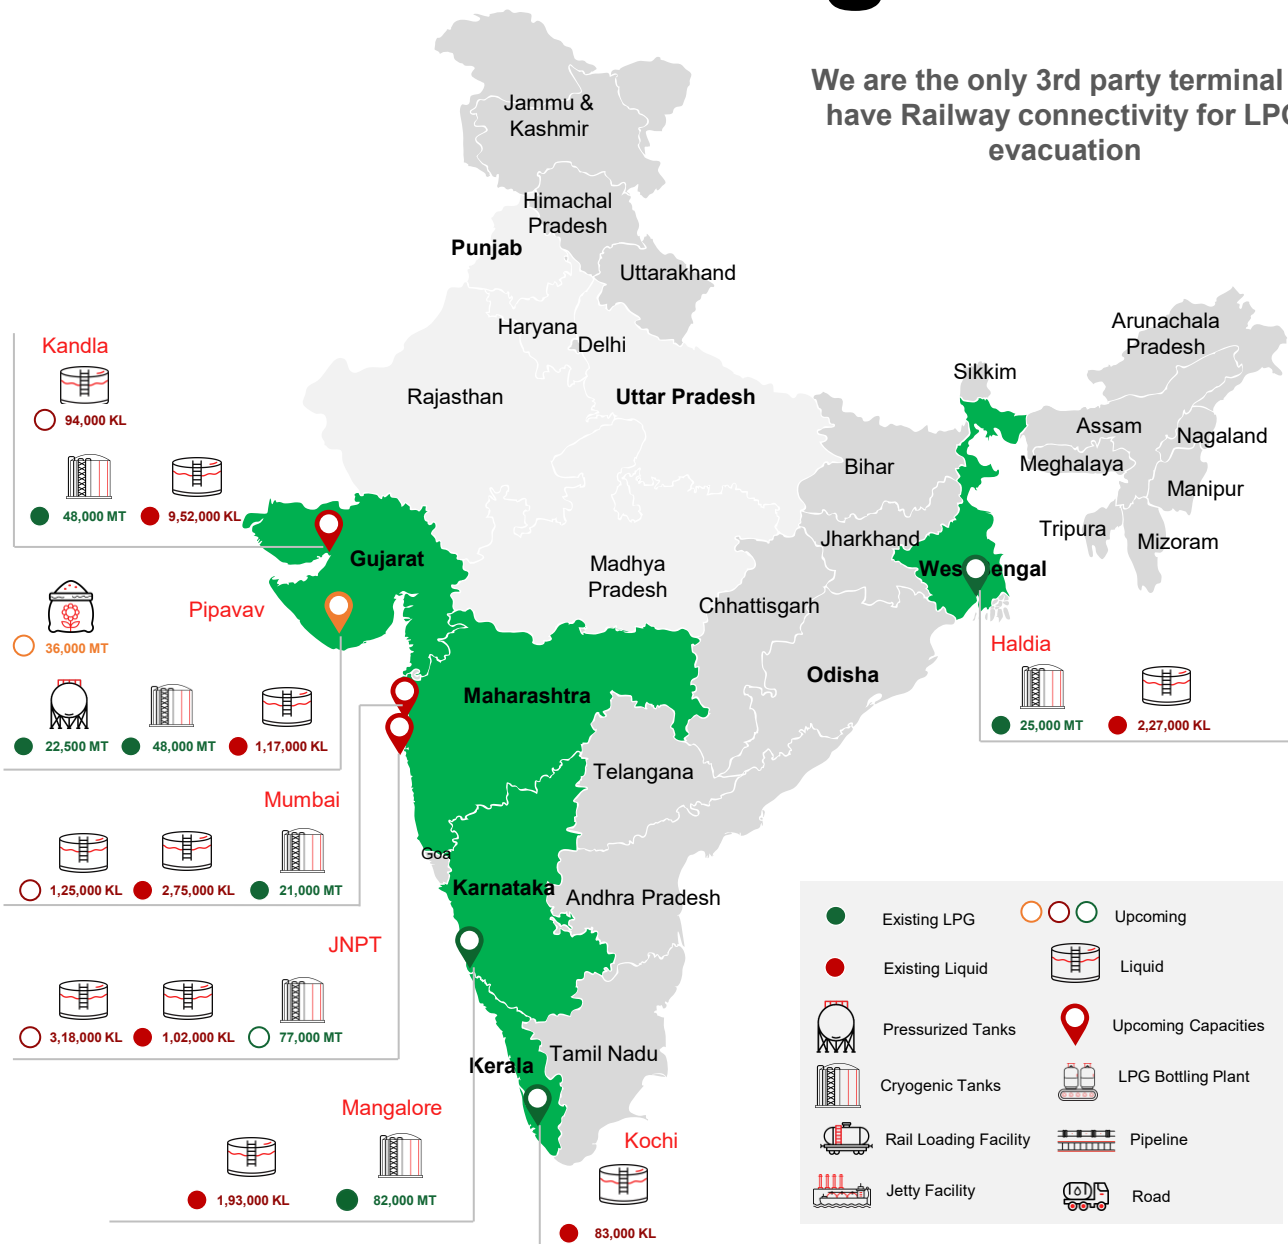 We are the only 3rd party terminal
have Railway connectivity for LPG
evacuation
Jammu &
Kashmir
Himachal
Pradesh
Punjab
Uttarakhand
Haryana
Delhi
Rajasthan
Uttar Pradesh
Arunachala
Pradesh
Sikkim
Assam
Nagaland
Meghalaya
Manipur
Bihar
Tripura
Mizoram
Jharkhand
Gujarat
Madhya
Pradesh
Chhattisgarh
Odisha
Maharashtra
Telangana
Goa
Karnataka
Andhra Pradesh
Kerala
Tamil Nadu
Kandla
94,000 KL
48,000 MT
9,52,000 KL
Pipavav
36,000 MT
22,500 MT
48,000 MT
1,17,000 KL
Mumbai
1,25,000 KL
2,75,000 KL
21,000 MT
JNPT
3,18,000 KL
1,02,000 KL
77,000 MT
Mangalore
1,93,000 KL
82,000 MT
Kochi
83,000 KL
Haldia
25,000 MT
2,27,000 KL
Existing LPG
Upcoming
Existing Liquid
Liquid
Pressurized Tanks
Upcoming Capacities
Cryogenic Tanks
LPG Bottling Plant
Rail Loading Facility
Pipeline
Jetty Facility
Road